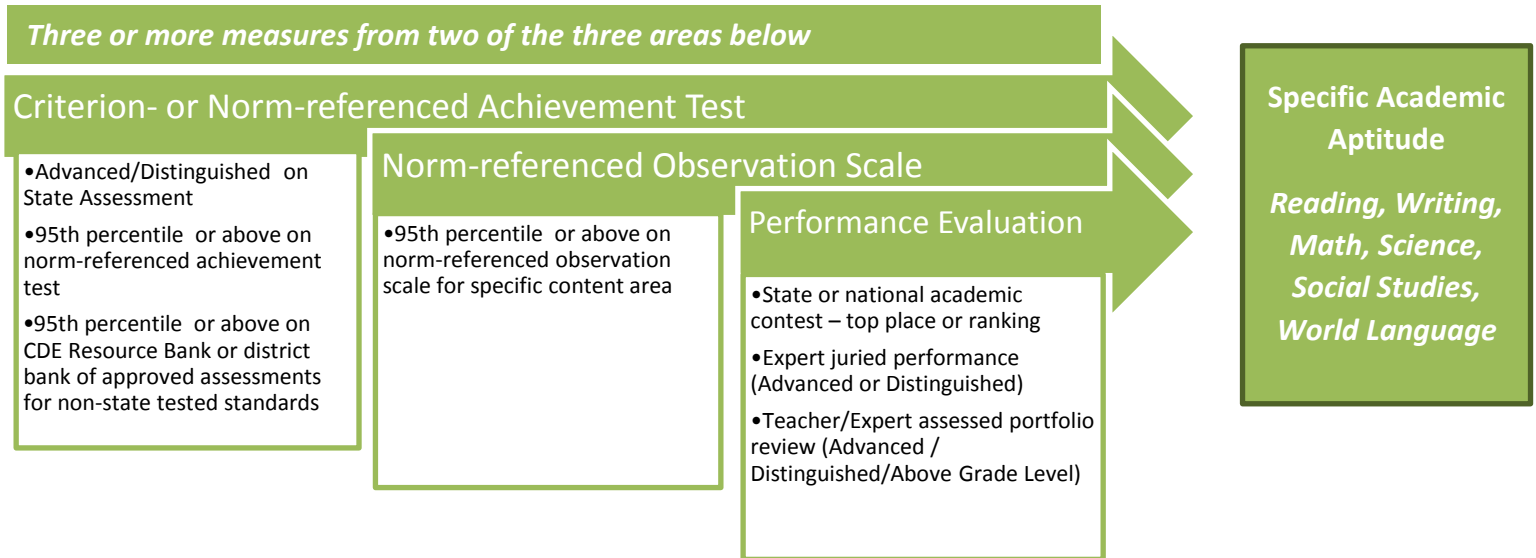 Three or more measures from two of the three areas below
Criterion- or Norm-referenced Achievement Test
•Advanced/Distinguished on
State Assessment
•95th percentile or above on
norm-referenced achievement
test
•95th percentile or above on
CDE Resource Bank or district
bank of approved assessments
for non-state tested standards
Norm-referenced Observation Scale
•95th percentile or above on
norm-referenced observation
scale for specific content area
Performance Evaluation
•State or national academic
contest – top place or ranking
•Expert juried performance
(Advanced or Distinguished)
•Teacher/Expert assessed portfolio
review (Advanced /
Distinguished/Above Grade Level)
Specific Academic
Aptitude
Reading, Writing,
Math, Science,
Social Studies,
World Language